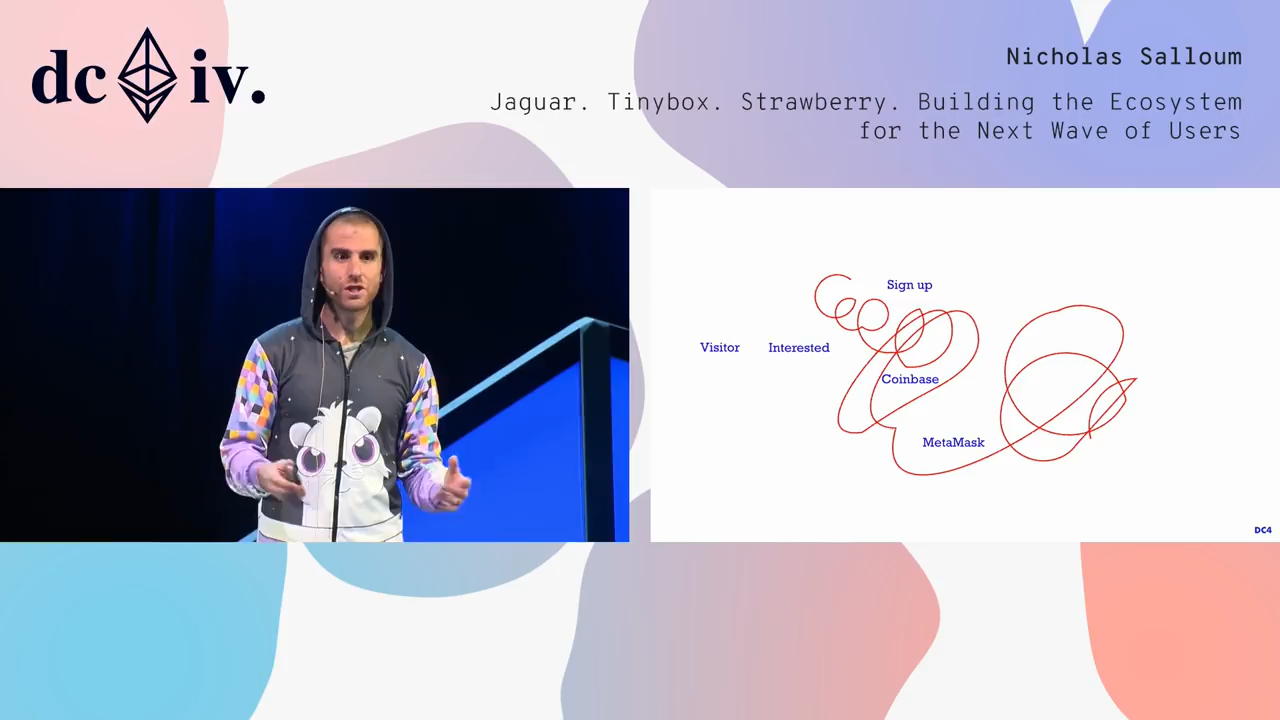 dc iv.
Nicholas Salloum
Jaguar. Tinybox. Strawberry. Building the Ecosystem
for the Next Wave of Users
Sign up
Visitor Interested
Coinbase
MetaMask
DC4